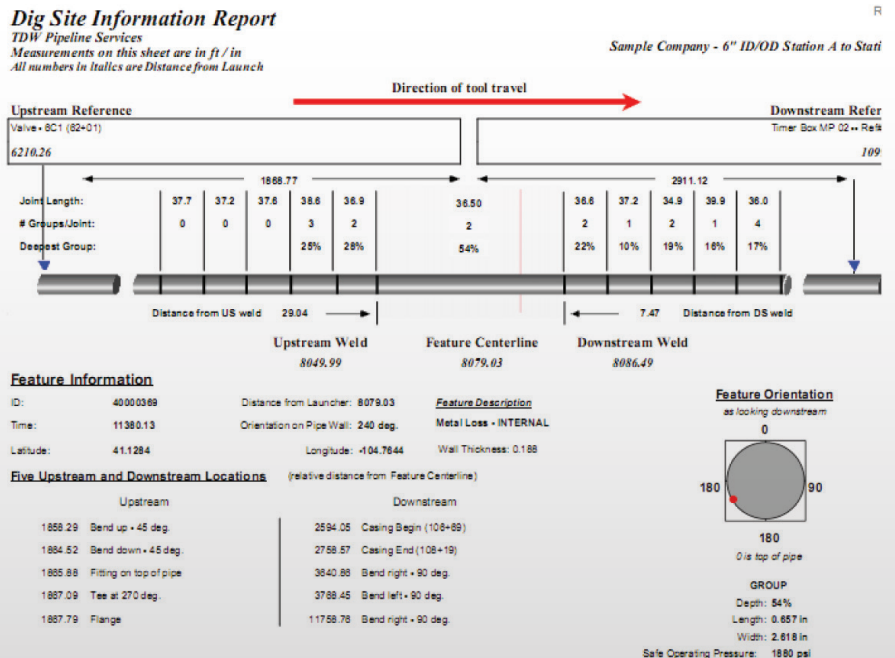 R
Dig Site Information Report
TDW Pipeline Services
Measurements on this sheet are in ft / in
All numbers in italics are Distance from Launch
Sample Company - 6" ID/OD Station A to Stati
Direction of tool travel
Upstream Reference
Downstream Refer
Valve - 6C1 (62+01)
Timer Box MP 02 -- Refe
6210.26
109
1868.77
2911.12
Joint Length: 37.7 37.2 37.6 38.6 36.9 36.50 36.6 37.2 34.9 39.9 36.0
# Groups/Joint: 0 0 0 3 2 2 2 1 2 1 4
Deepest Group: 25% 28% 54% 22% 10% 19% 16% 17%
Distance from US weld 29.04
7.47 Distance from DS weld
Upstream Weld Feature Centerline Downstream Weld
8049.99 8079.03 8086.49
Feature Information
ID: 40000369 Distance from Launcher: 8079.03 Feature Description
Time: 11380.13 Orientation on Pipe Wall: 240 deg. Metal Loss - INTERNAL
Latitude: 41.1284 Longitude: -104.7644 Wall Thickness: 0.188
Five Upstream and Downstream Locations (relative distance from Feature Centerline)
Upstream Downstream
1858.29 Bend up - 45 deg. 2594.05 Casing Begin (108+69)
1884.52 Bend down - 45 deg. 2758.57 Casing End (108+19)
1885.88 Fitting on top of pipe 3640.86 Bend right - 90 deg.
1887.09 Tee at 270 deg. 3768.45 Bend left - 90 deg.
1887.79 Flange 11758.78 Bend right - 90 deg.
Feature Orientation
as looking downstream
0
180 90
180
0 is top of pipe
GROUP
Depth: 54%
Length: 0.657 in
Width: 2.618 in
Safe Operating Pressure: 1880 psi